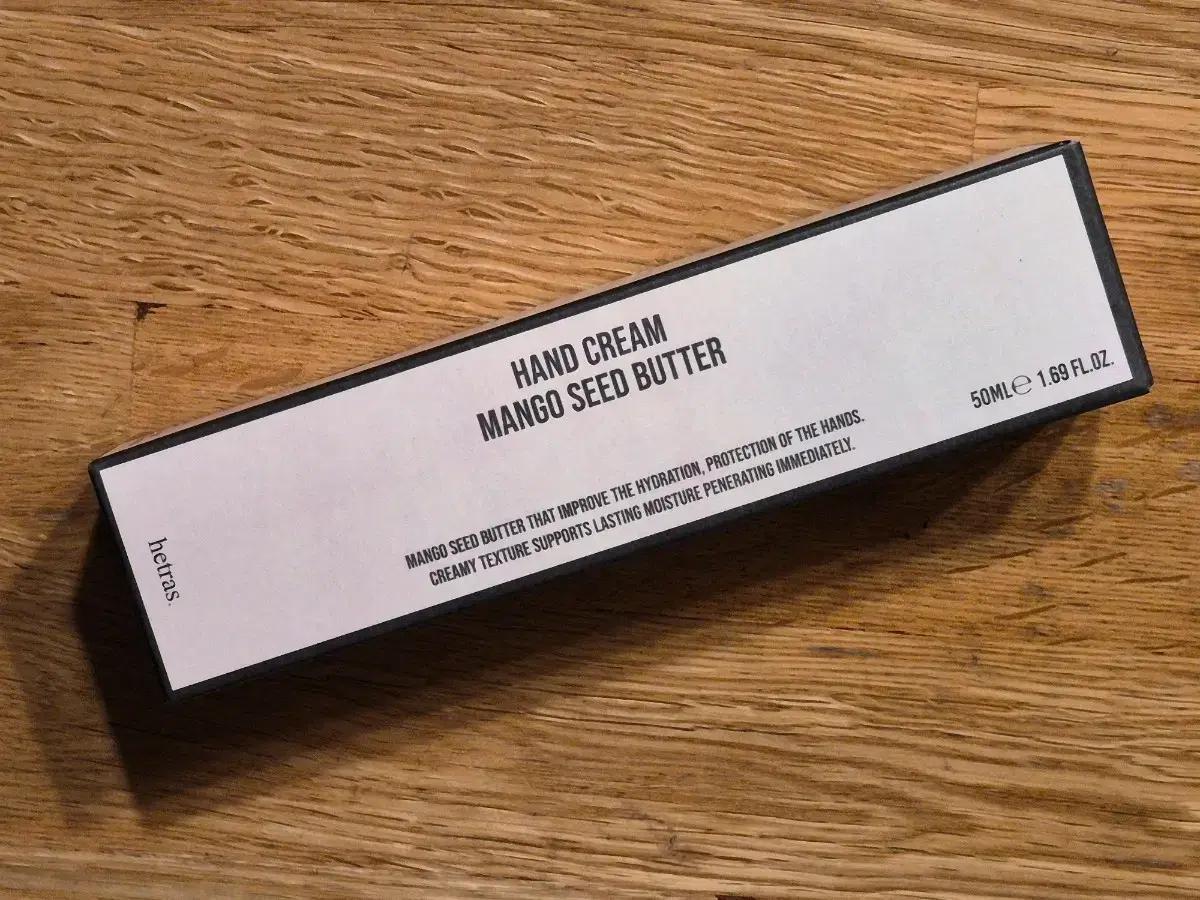 HAND CREAM
MANGO SEED BUTTER
MANGO SEED BUTTER THAT IMPROVE THE HYDRATION, PROTECTION OF THE HANDS.
CREAMY TEXTURE SUPPORTS LASTING MOISTURE PENERATING IMMEDIATELY.
50ML℮ 1.69 FL.OZ.
hetras.